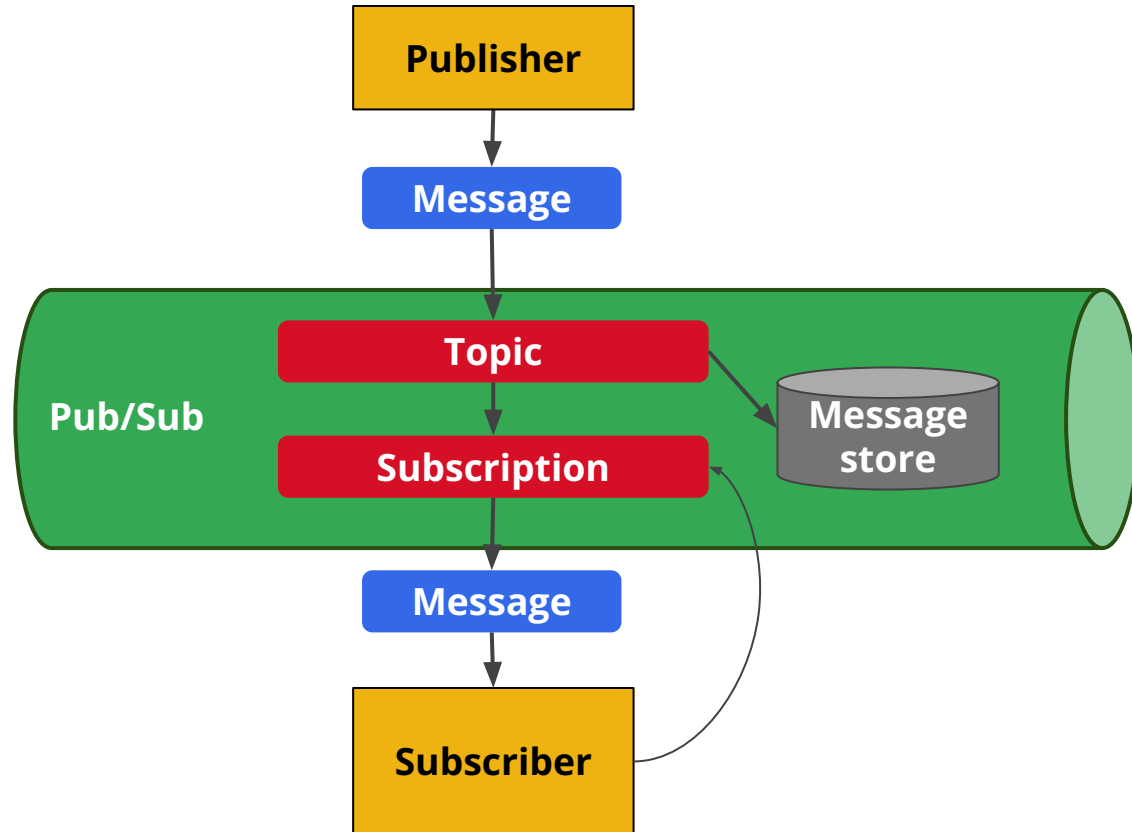 Publisher
Message
Topic
Pub/Sub
Message
store
Subscription
Message
Subscriber